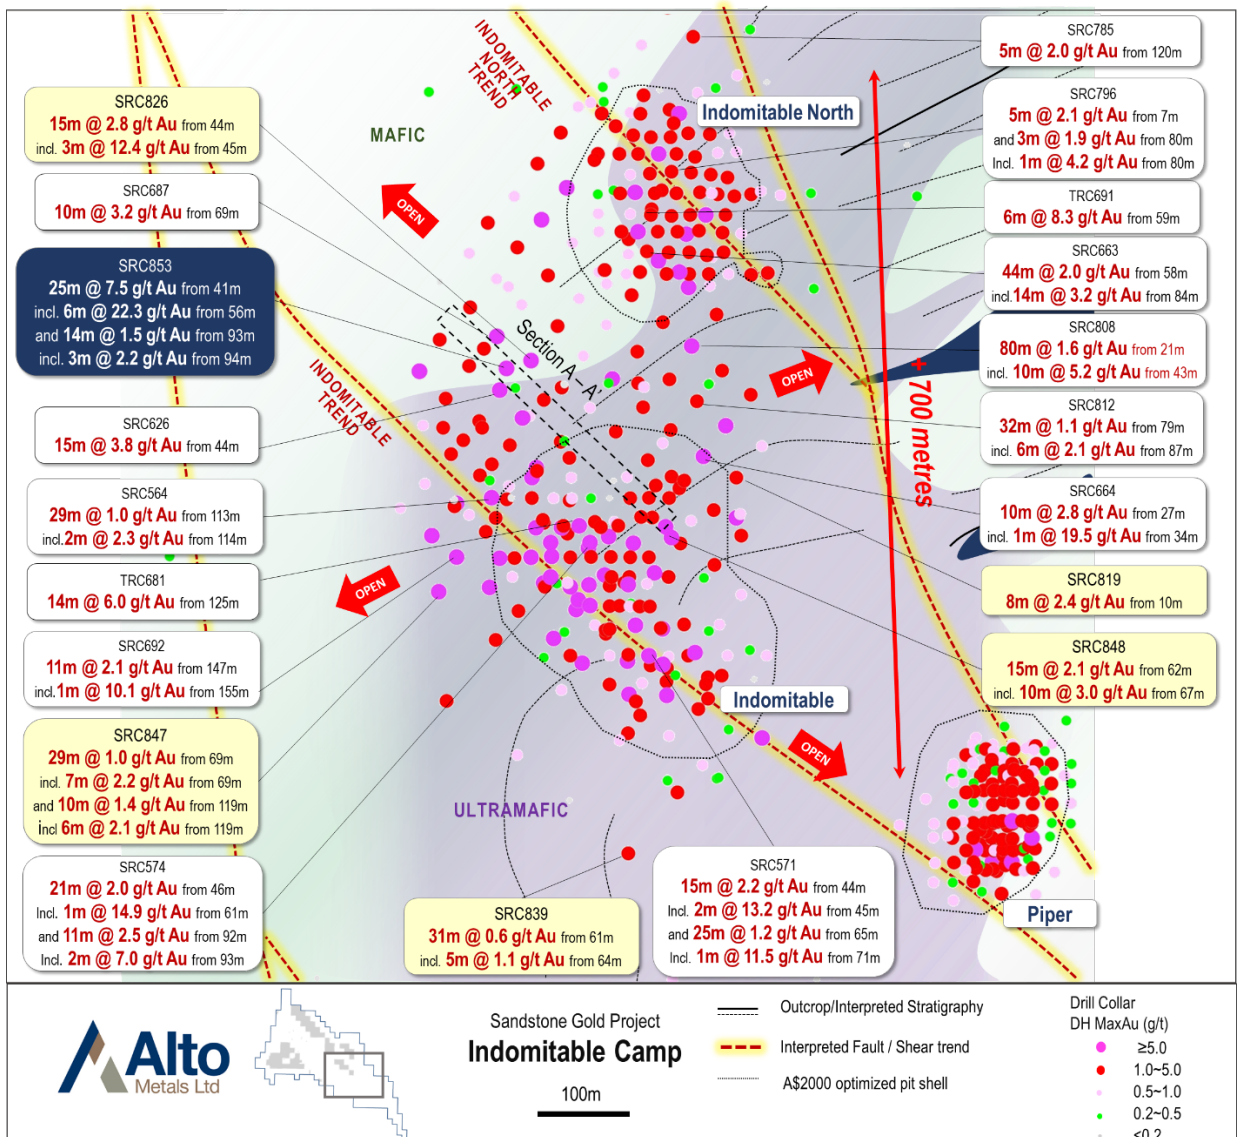 SRC826
15m @ 2.8 g/t Au from 44m
incl. 3m @ 12.4 g/t Au from 45m
SRC687
10m @ 3.2 g/t Au from 69m
SRC853
25m @ 7.5 g/t Au from 41m
incl. 6m @ 22.3 g/t Au from 56m
and 14m @ 1.5 g/t Au from 93m
incl. 3m @ 2.2 g/t Au from 94m
SRC626
15m @ 3.8 g/t Au from 44m
SRC564
29m @ 1.0 g/t Au from 113m
incl.2m @ 2.3 g/t Au from 114m
TRC681
14m @ 6.0 g/t Au from 125m
SRC692
11m @ 2.1 g/t Au from 147m
incl.1m @ 10.1 g/t Au from 155m
SRC847
29m @ 1.0 g/t Au from 69m
incl. 7m @ 2.2 g/t Au from 69m
and 10m @ 1.4 g/t Au from 119m
incl 6m @ 2.1 g/t Au from 119m
SRC574
21m @ 2.0 g/t Au from 46m
Incl. 1m @ 14.9 g/t Au from 61m
and 11m @ 2.5 g/t Au from 92m
Incl. 2m @ 7.0 g/t Au from 93m
INDOMITABLE
NORTH
TREND
MAFIC
OPEN
Indomitable North
Section A – A'
INDOMITABLE
TREND
OPEN
+ 700 metres
OPEN
Indomitable
OPEN
ULTRAMAFIC
Piper
SRC839
31m @ 0.6 g/t Au from 61m
incl. 5m @ 1.1 g/t Au from 64m
SRC571
15m @ 2.2 g/t Au from 44m
Incl. 2m @ 13.2 g/t Au from 45m
and 25m @ 1.2 g/t Au from 65m
Incl. 1m @ 11.5 g/t Au from 71m
SRC785
5m @ 2.0 g/t Au from 120m
SRC796
5m @ 2.1 g/t Au from 7m
and 3m @ 1.9 g/t Au from 80m
Incl. 1m @ 4.2 g/t Au from 80m
TRC691
6m @ 8.3 g/t Au from 59m
SRC663
44m @ 2.0 g/t Au from 58m
incl.14m @ 3.2 g/t Au from 84m
SRC808
80m @ 1.6 g/t Au from 21m
incl. 10m @ 5.2 g/t Au from 43m
SRC812
32m @ 1.1 g/t Au from 79m
incl. 6m @ 2.1 g/t Au from 87m
SRC664
10m @ 2.8 g/t Au from 27m
incl. 1m @ 19.5 g/t Au from 34m
SRC819
8m @ 2.4 g/t Au from 10m
SRC848
15m @ 2.1 g/t Au from 62m
incl. 10m @ 3.0 g/t Au from 67m
Alto
Metals Ltd
Sandstone Gold Project
Indomitable Camp
100m
Outcrop/Interpreted Stratigraphy
Interpreted Fault / Shear trend
A$2000 optimized pit shell
Drill Collar
DH MaxAu (g/t)
≥5.0
1.0~5.0
0.5~1.0
0.2~0.5
<0.2